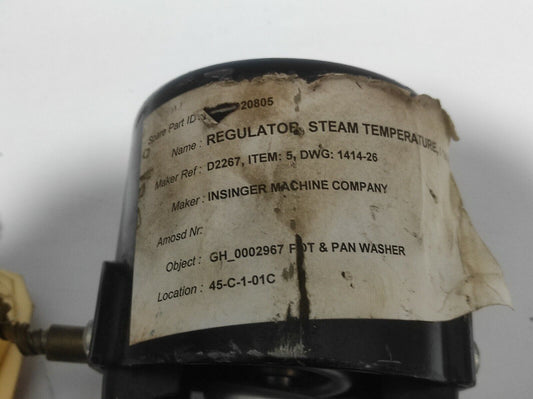 Spare Part ID : 20805
Name : REGULATOR, STEAM TEMPERATURE,
Maker Ref : D2267, ITEM: 5, DWG: 1414-26
Maker : INSINGER MACHINE COMPANY
Amosd Nr:
Object : GH_0002967 POT & PAN WASHER
Location : 45-C-1-01C